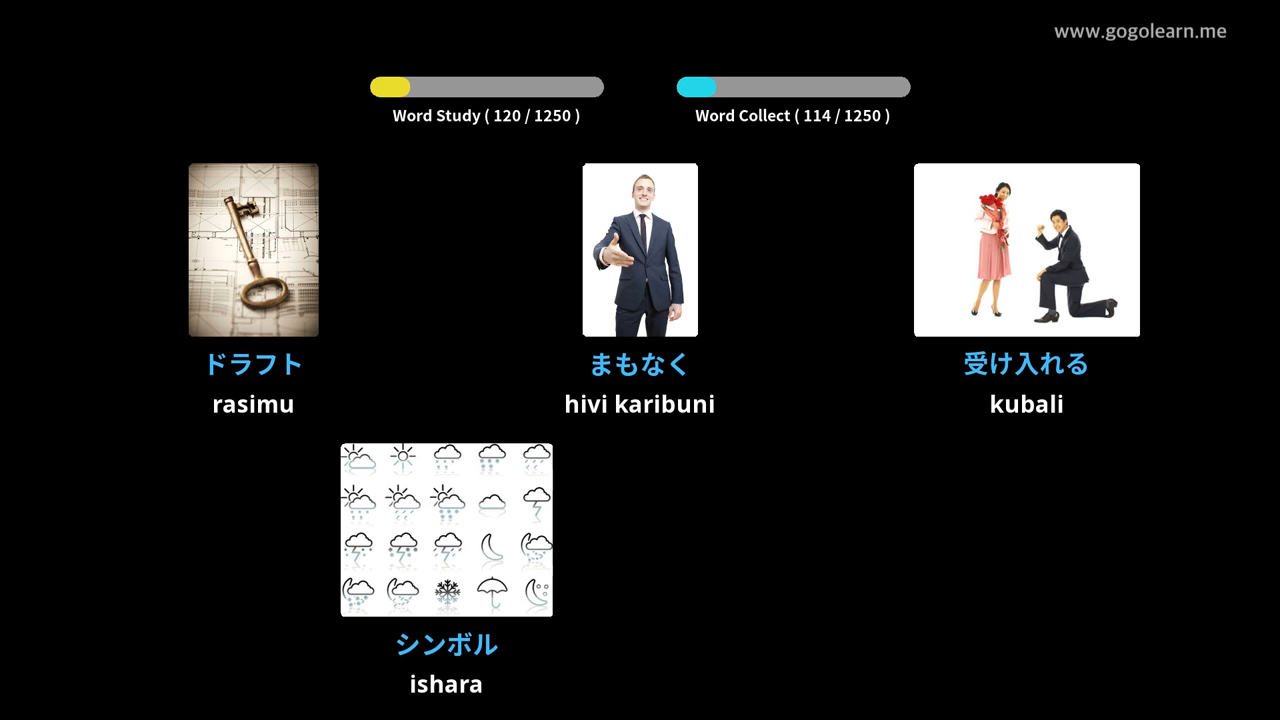 www.gogolearn.me
Word Study ( 120 / 1250 )
Word Collect ( 114 / 1250 )
ドラフト
rasimu
まもなく
hivi karibuni
受け入れる
kubali
シンボル
ishara